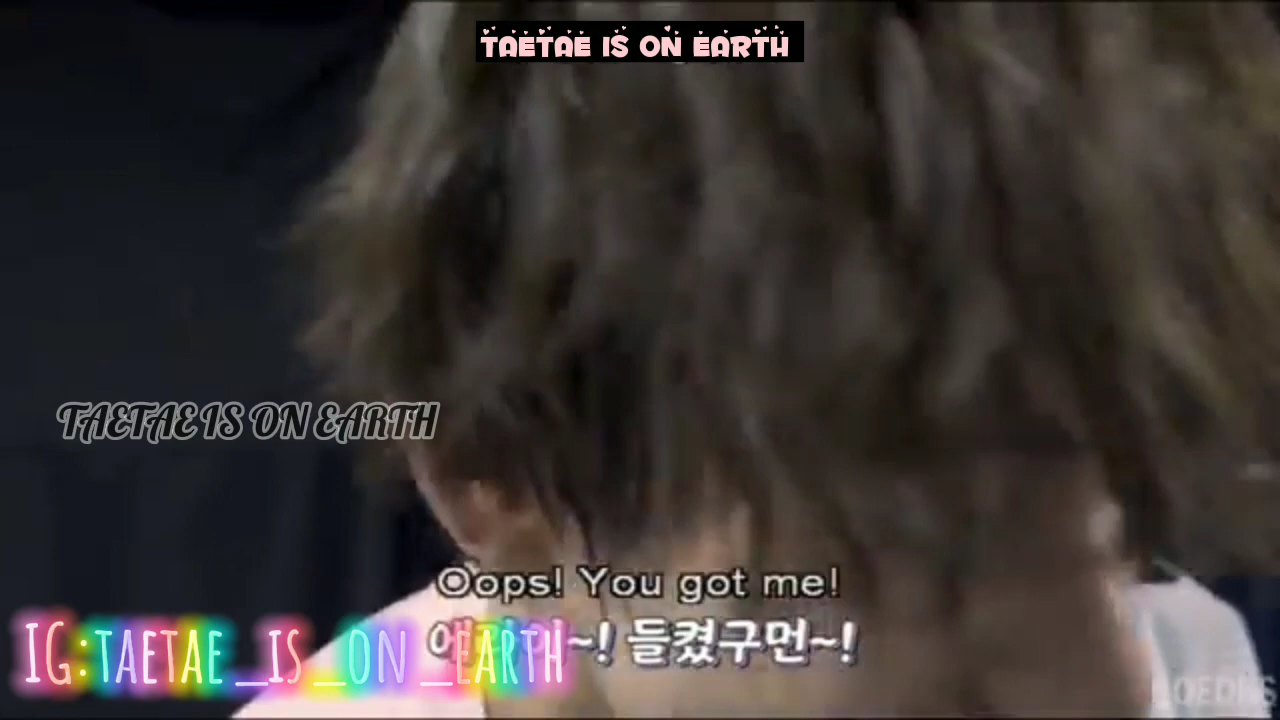 TAETAE IS ON EARTH
TAETAE IS ON EARTH
Oops! You got me!
들켰구먼~!
IG:TAETAE_IS_ON_EARTH